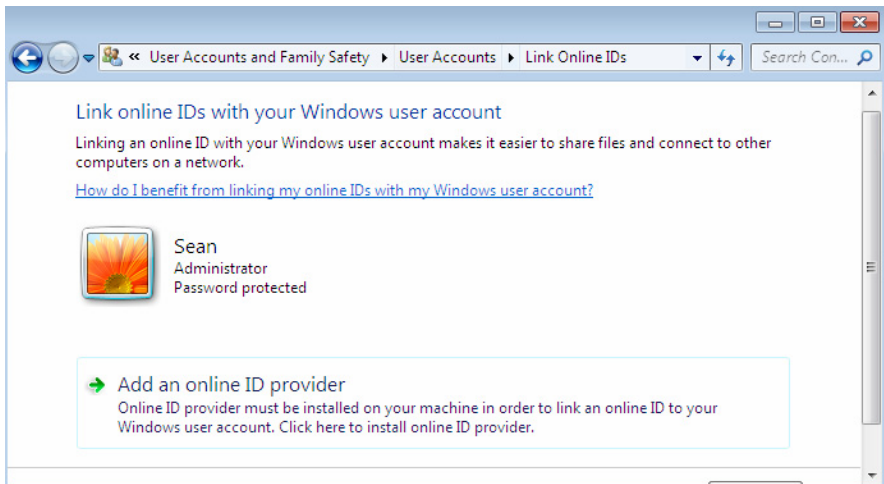 « User Accounts and Family Safety ▸ User Accounts ▸ Link Online IDs
Search Con...
Link online IDs with your Windows user account
Linking an online ID with your Windows user account makes it easier to share files and connect to other
computers on a network.
How do I benefit from linking my online IDs with my Windows user account?
Sean
Administrator
Password protected
Add an online ID provider
Online ID provider must be installed on your machine in order to link an online ID to your
Windows user account. Click here to install online ID provider.